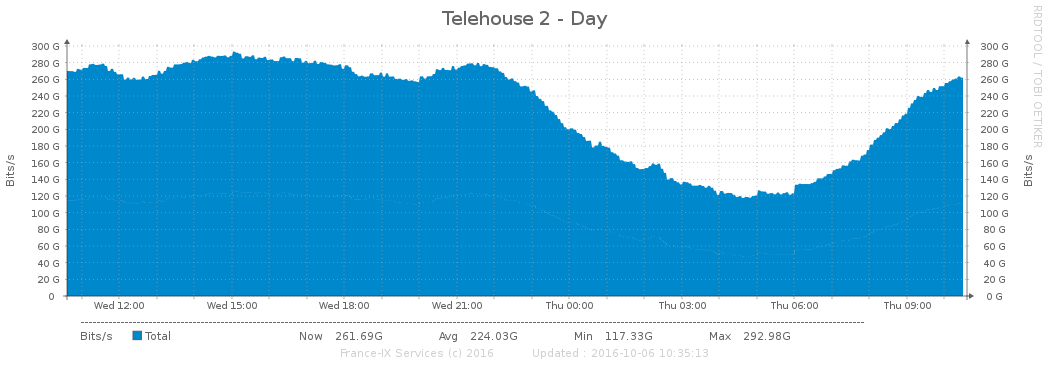 Telehouse 2 - Day
RRDTOOL / TOBI OETIKER
Bits/s
300 G
280 G
260 G
240 G
220 G
200 G
180 G
160 G
140 G
120 G
100 G
80 G
60 G
40 G
20 G
0
300 G
280 G
260 G
240 G
220 G
200 G
180 G
160 G
140 G
120 G
100 G
80 G
60 G
40 G
20 G
0 G
Bits/s
Wed 12:00 Wed 15:00 Wed 18:00 Wed 21:00 Thu 00:00 Thu 03:00 Thu 06:00 Thu 09:00
Bits/s Total Now 261.69G Avg 224.03G Min 117.33G Max 292.98G
France-IX Services (c) 2016 Updated : 2016-10-06 10:35:13